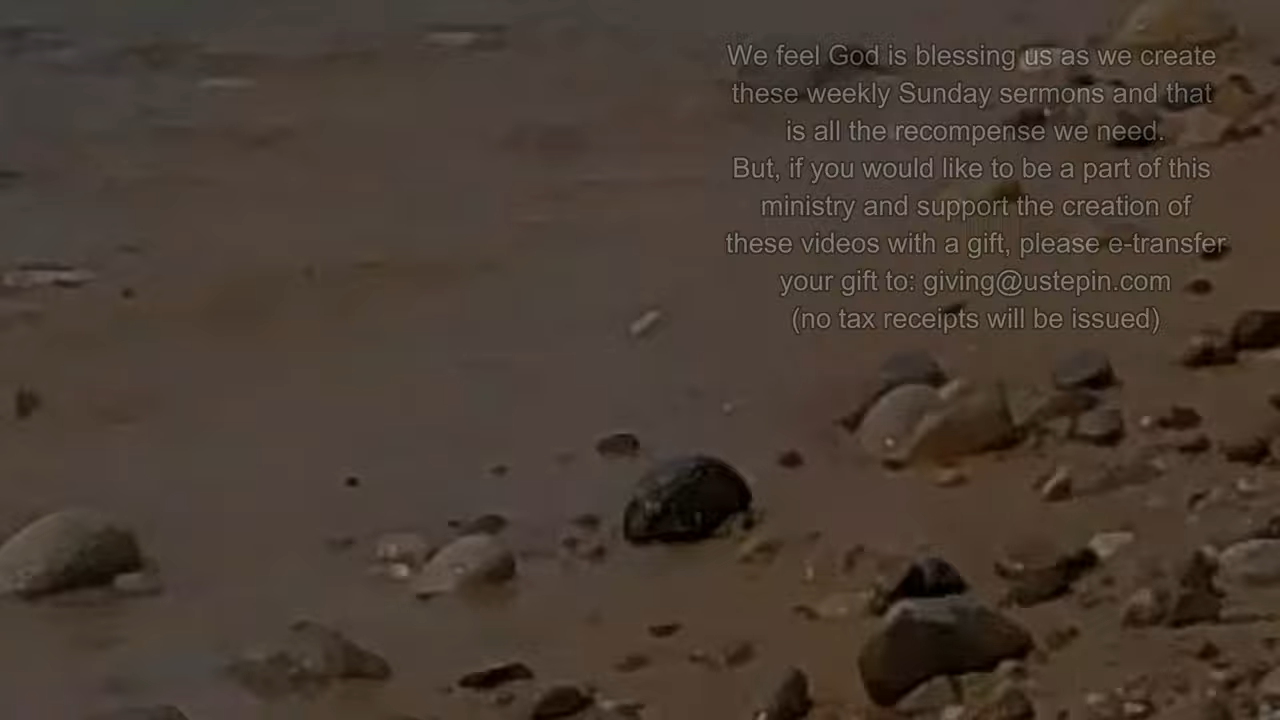 We feel God is blessing us as we create
these weekly Sunday sermons and that
is all the recompense we need.
But, if you would like to be a part of this
ministry and support the creation of
these videos with a gift, please e-transfer
your gift to: giving@ustepin.com
(no tax receipts will be issued)